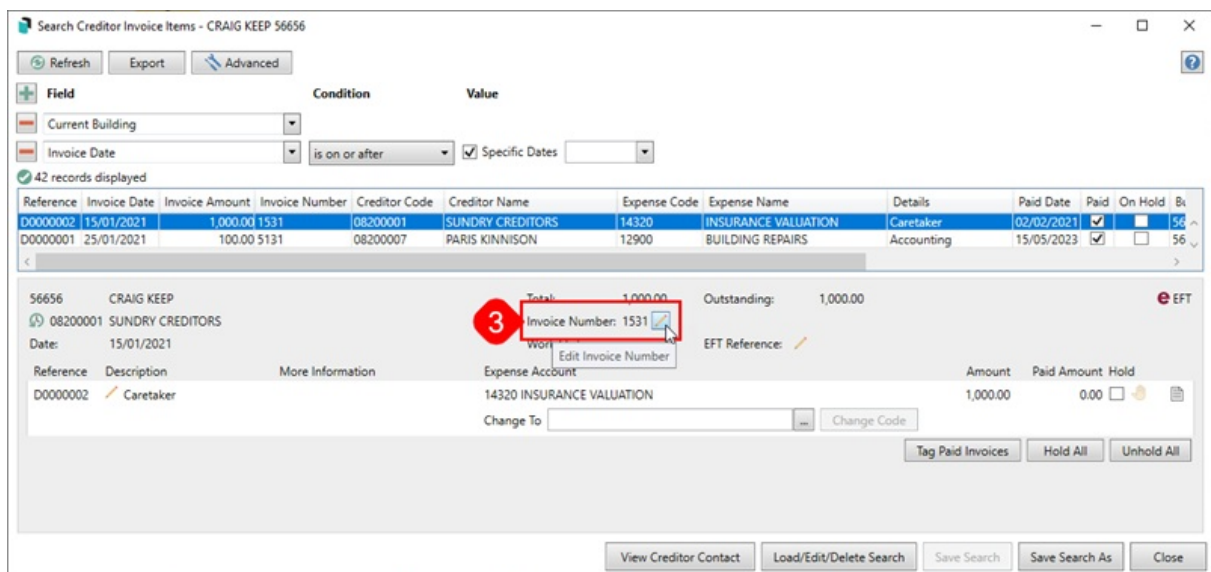 Search Creditor Invoice Items - CRAIG KEEP 56656
Refresh Export Advanced
Field Condition Value
Current Building
Invoice Date is on or after Specific Dates
42 records displayed
Reference Invoice Date Invoice Amount Invoice Number Creditor Code Creditor Name Expense Code Expense Name Details Paid Date Paid On Hold
D0000002 15/01/2021 1,000.00 1531 08200001 SUNDRY CREDITORS 14320 INSURANCE VALUATION Caretaker 02/02/2021 56
D0000001 25/01/2021 100.00 5131 08200007 PARIS KINNISON 12900 BUILDING REPAIRS Accounting 15/05/2023 56
56656 CRAIG KEEP Total: 1,000.00 Outstanding: 1,000.00 e EFT
08200001 SUNDRY CREDITORS 3 Invoice Number: 1531
Date: 15/01/2021 EFT Reference:
Edit Invoice Number
Reference Description More Information Expense Account Amount Paid Amount Hold
D0000002 Caretaker 14320 INSURANCE VALUATION 1,000.00 0.00
Change To ... Change Code
Tag Paid Invoices Hold All Unhold All
View Creditor Contact Load/Edit/Delete Search Save Search Save Search As Close